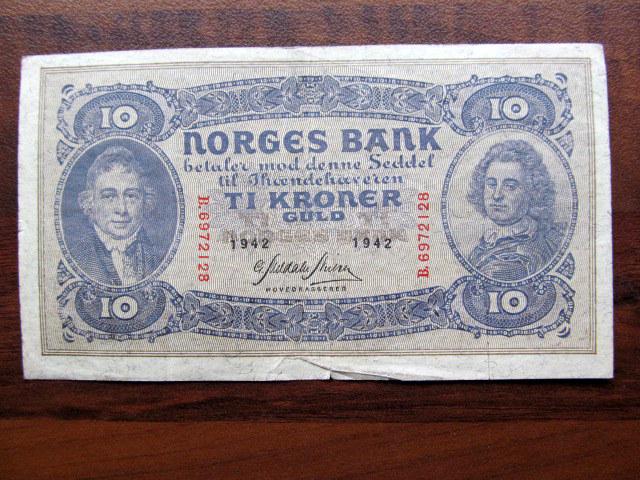 10
10
NORGES BANK
betaler mod denne Seddel
til Ihændehaveren
TI KRONER
GULD
1942
1942
B.6972128
B.6972128
HOVEDKASSERER
10
10